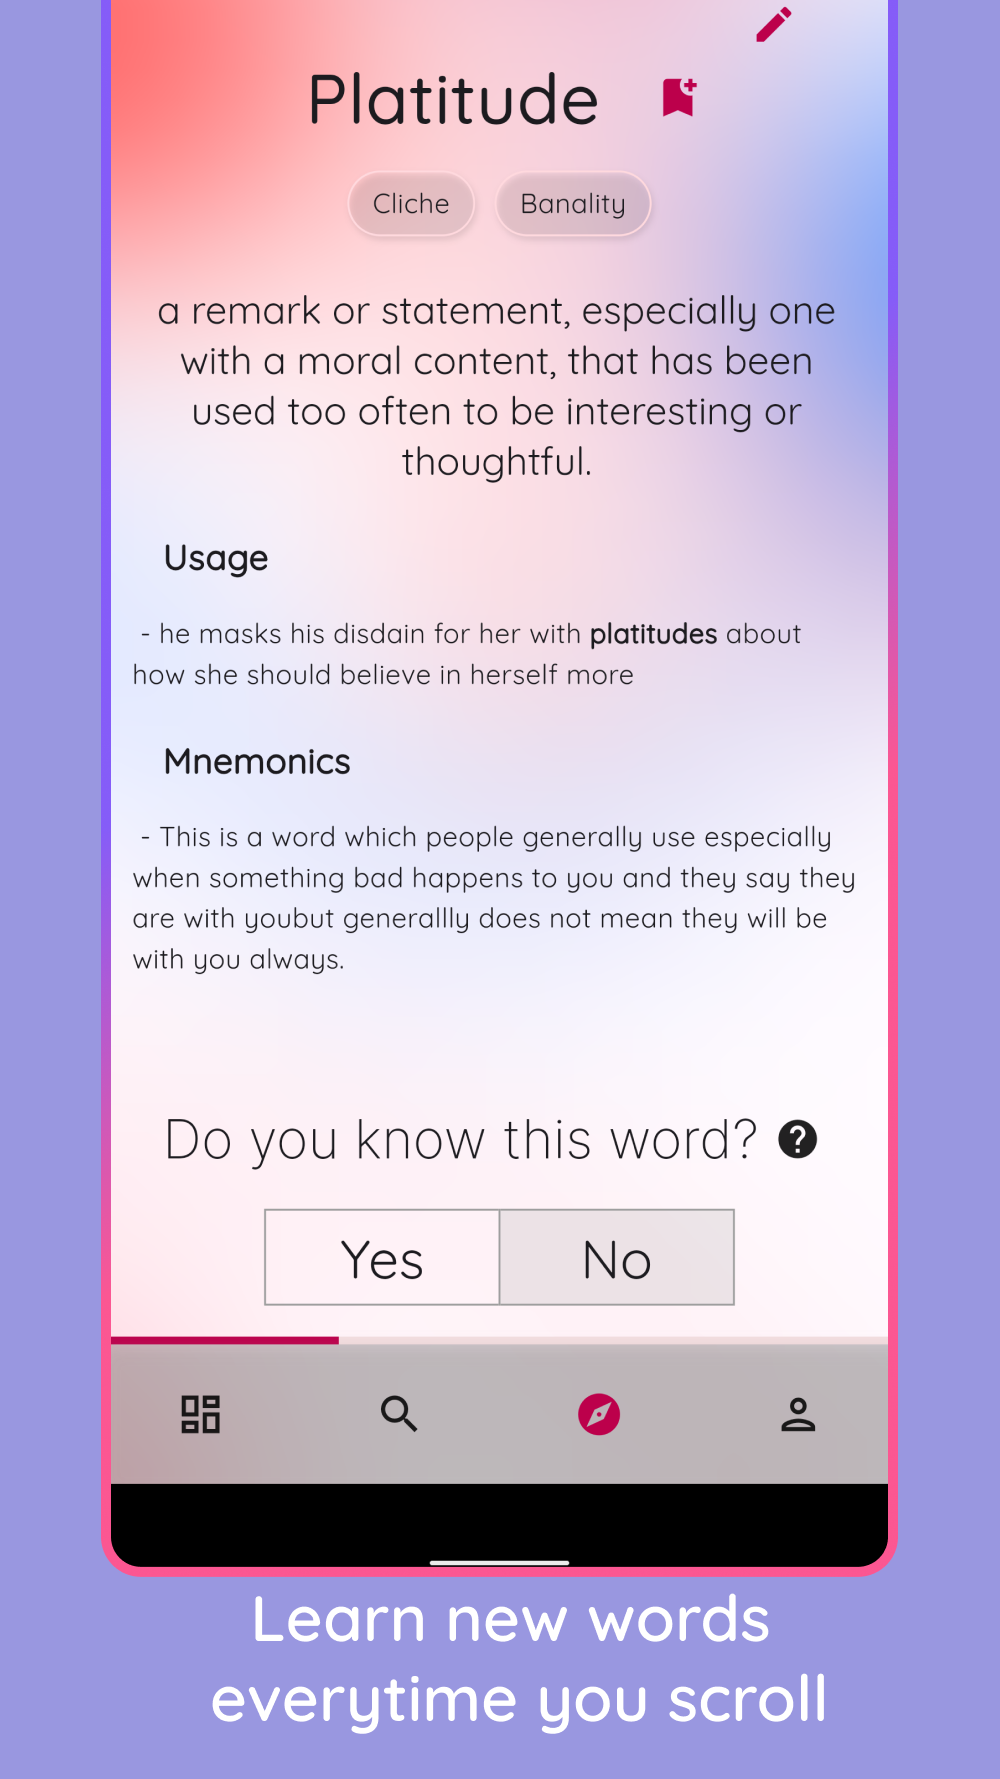 Platitude
Cliche
Banality
a remark or statement, especially one
with a moral content, that has been
used too often to be interesting or
thoughtful.
Usage
- he masks his disdain for her with platitudes about
how she should believe in herself more
Mnemonics
- This is a word which people generally use especially
when something bad happens to you and they say they
are with youbut generallly does not mean they will be
with you always.
Do you know this word?
Yes
No
Learn new words
everytime you scroll